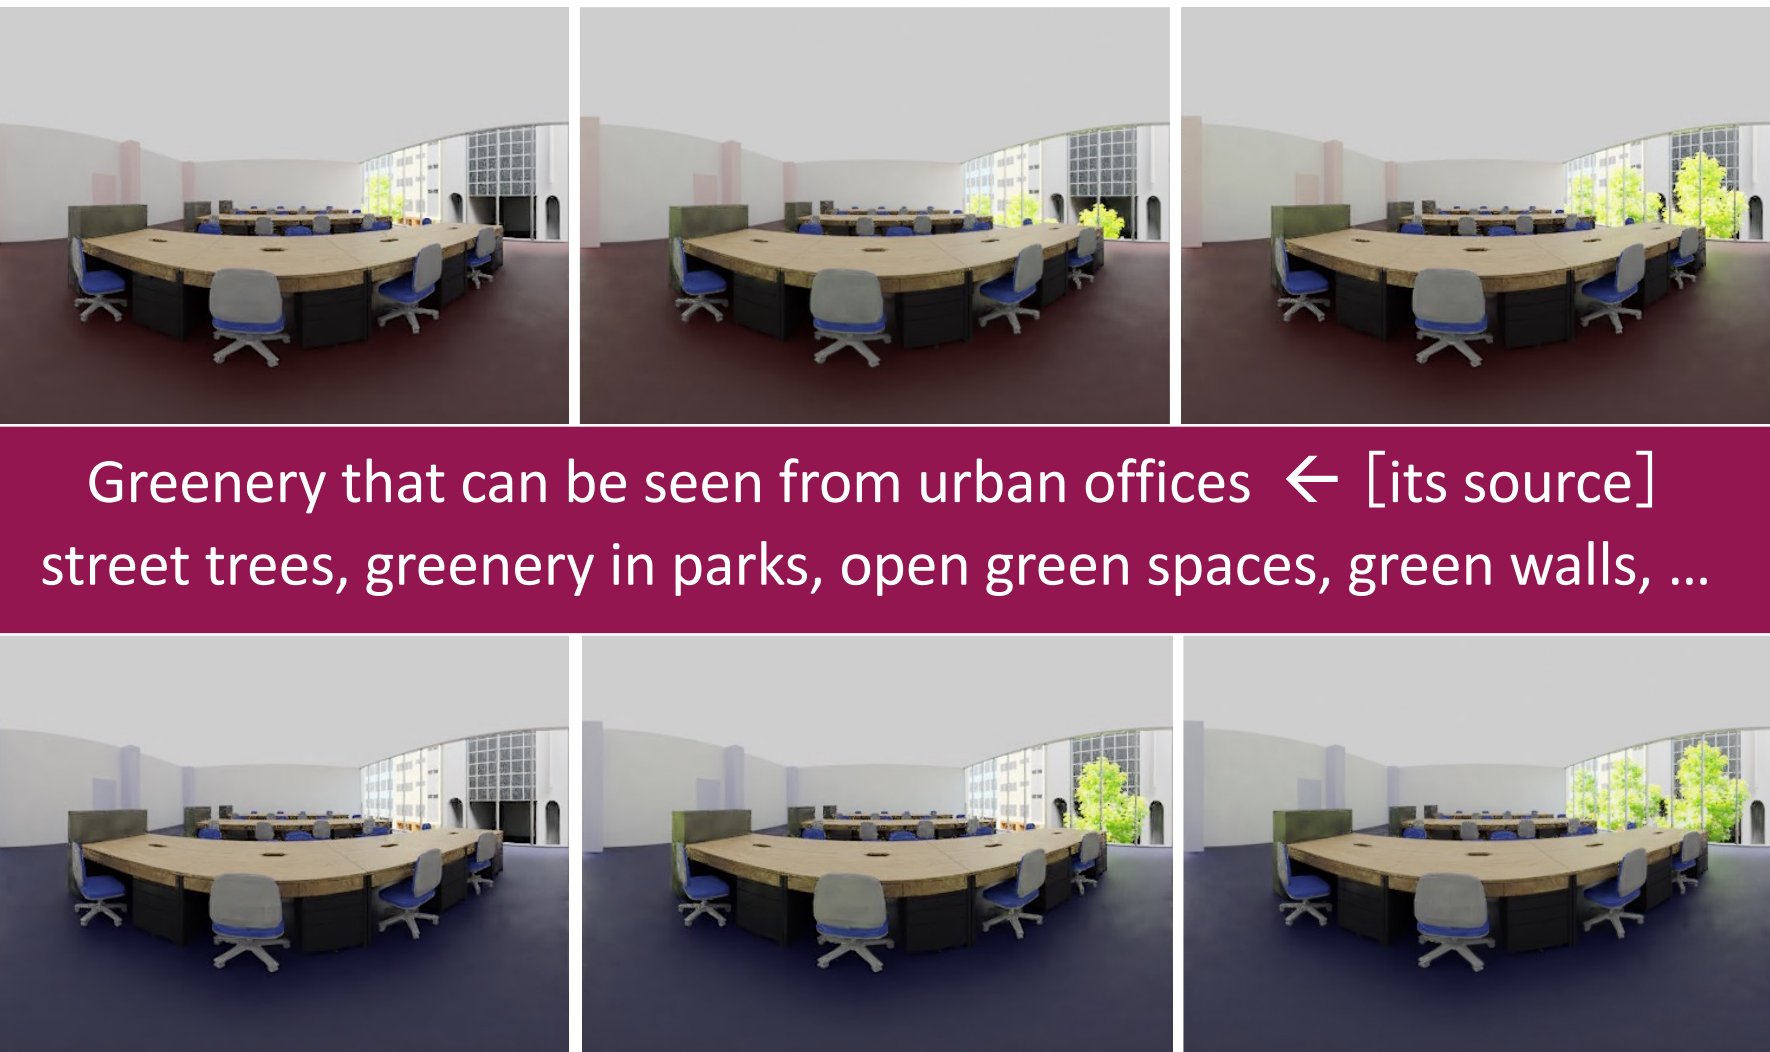 Greenery that can be seen from urban offices ← [its source]
street trees, greenery in parks, open green spaces, green walls, ...